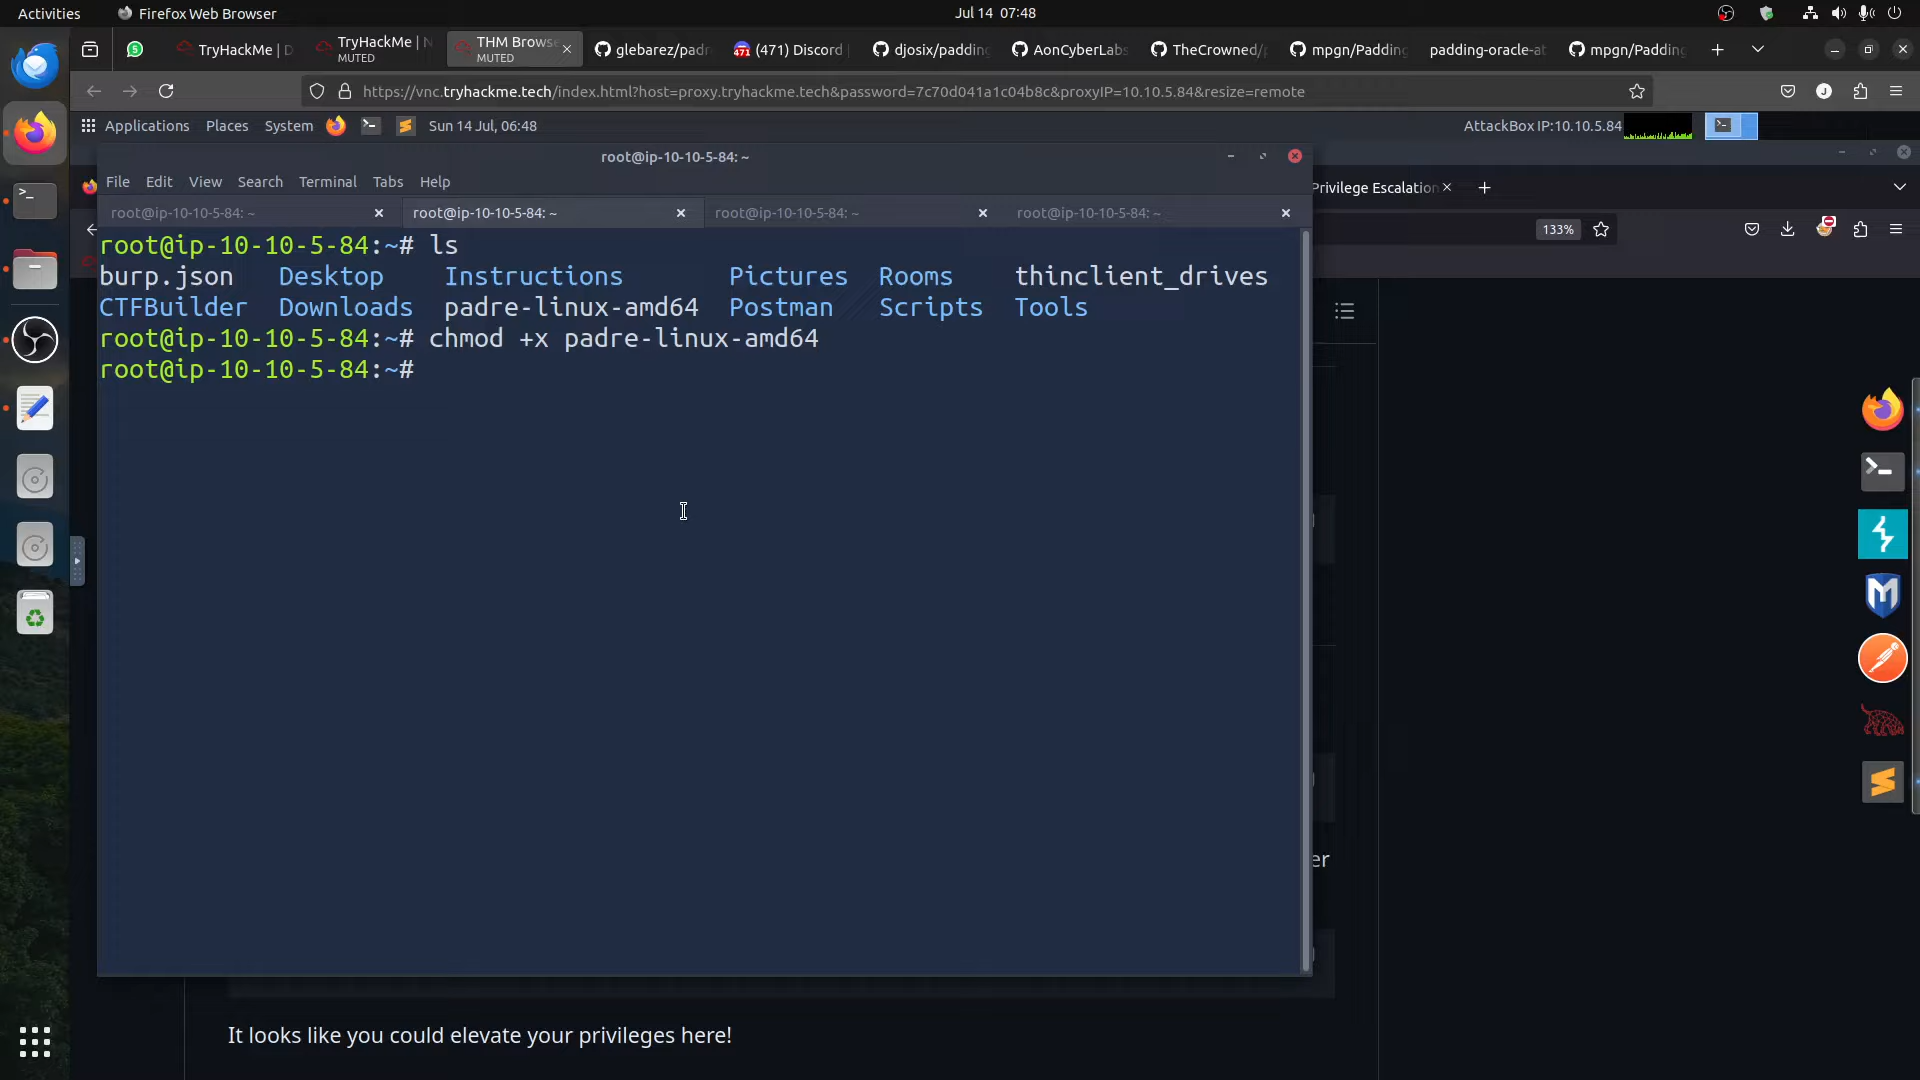 Activities
Firefox Web Browser
Jul 14 07:48
TryHackMe | D
TryHackMe | N
MUTED
THM Browse
MUTED
glebarez/padr
(471) Discord
djosix/padding
AonCyberLabs
TheCrowned/p
mpgn/Padding
padding-oracle-at
mpgn/Padding
https://vnc.tryhackme.tech/index.html?host=proxy.tryhackme.tech&password=7c70d041a1c04b8c&proxyIP=10.10.5.84&resize=remote
J
Applications Places System
Sun 14 Jul, 06:48
AttackBox IP:10.10.5.84
root@ip-10-10-5-84: ~
File Edit View Search Terminal Tabs Help
Privilege Escalation
root@ip-10-10-5-84: ~
root@ip-10-10-5-84: ~
root@ip-10-10-5-84: ~
root@ip-10-10-5-84: ~
133%
root@ip-10-10-5-84:~# ls
burp.json Desktop Instructions Pictures Rooms thinclient_drives
CTFBuilder Downloads padre-linux-amd64 Postman Scripts Tools
root@ip-10-10-5-84:~# chmod +x padre-linux-amd64
root@ip-10-10-5-84:~#
er
It looks like you could elevate your privileges here!